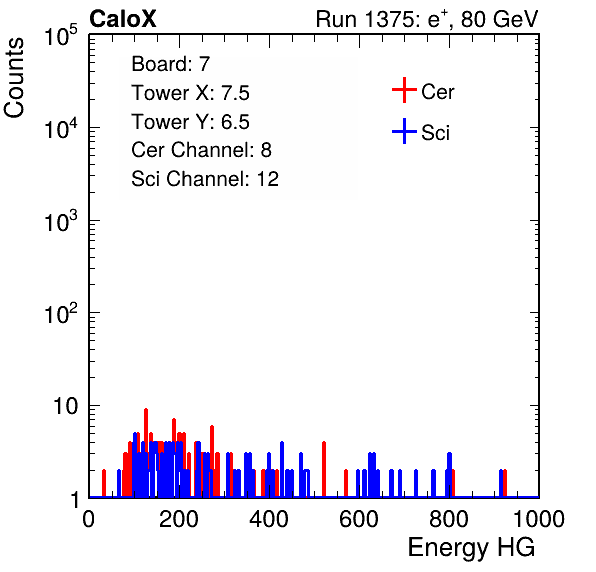 CaloX Run 1375: e⁺, 80 GeV
Counts
10⁵
10⁴
10³
10²
10
1
Board: 7
Tower X: 7.5
Tower Y: 6.5
Cer Channel: 8
Sci Channel: 12
Cer
Sci
0 200 400 600 800 1000
Energy HG